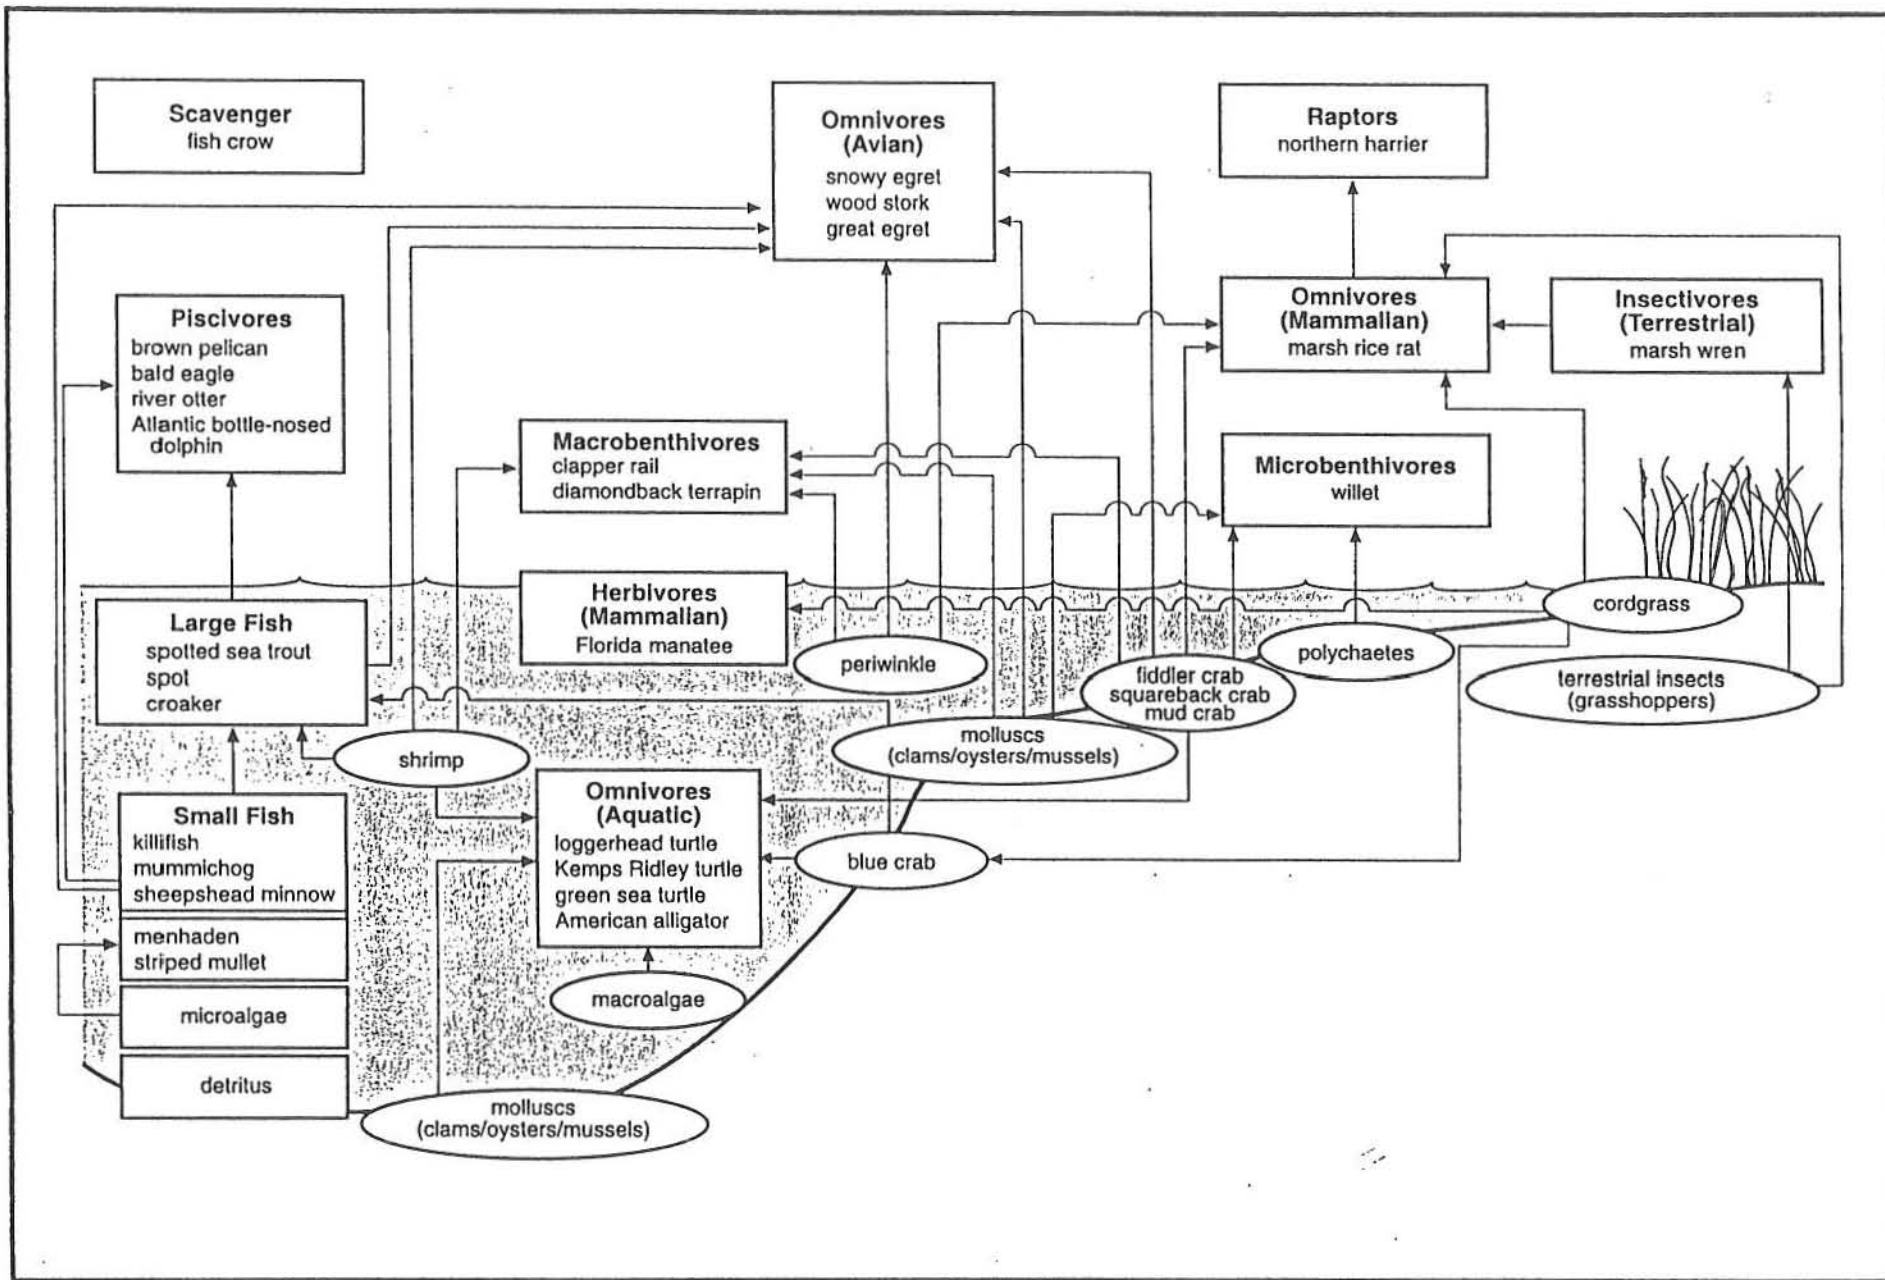 Scavenger
fish crow
Omnivores
(Avian)
snowy egret
wood stork
great egret
Raptors
northern harrier
Piscivores
brown pelican
bald eagle
river otter
Atlantic bottle-nosed
dolphin
Omnivores
(Mammalian)
marsh rice rat
Insectivores
(Terrestrial)
marsh wren
Macrobenthivores
clapper rail
diamondback terrapin
Microbenthivores
willet
Herbivores
(Mammalian)
Florida manatee
cordgrass
Large Fish
spotted sea trout
spot
croaker
periwinkle
polychaetes
fiddler crab
squareback crab
mud crab
terrestrial insects
(grasshoppers)
shrimp
molluscs
(clams/oysters/mussels)
Small Fish
killifish
mummichog
sheepshead minnow
menhaden
striped mullet
Omnivores
(Aquatic)
loggerhead turtle
Kemps Ridley turtle
green sea turtle
American alligator
blue crab
macroalgae
microalgae
detritus
molluscs
(clams/oysters/mussels)